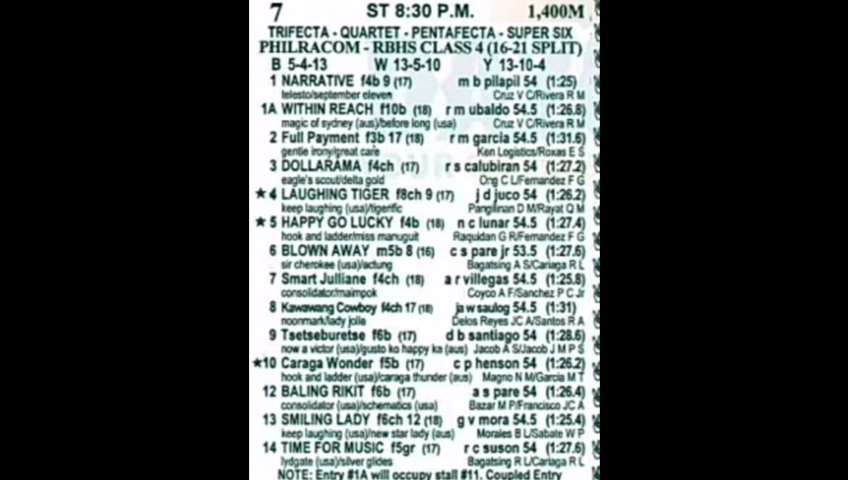 7 ST 8:30 P.M. 1,400M
TRIFECTA - QUARTET - PENTAFECTA - SUPER SIX
PHILRACOM - RBHS CLASS 4 (16-21 SPLIT)
B 5-4-13 W 13-5-10 Y 13-10-4
1 NARRATIVE f4b 9 (17) m b pilapil 54 (1:25)
telesto/september eleven Cruz V C/Rivera R M
1A WITHIN REACH f10b (18) r m ubaldo 54.5 (1:26.8)
magic of sydney (aus)/before long (usa) Cruz V C/Rivera R M
2 Full Payment f3b 17 (18) r m garcia 54.5 (1:31.6)
gentle irony/great care Ken Logistics/Roxas E S
3 DOLLARAMA f4ch (17) r s calubiran 54 (1:27.2)
eagle's scout/delta gold Ong C L/Fernandez F G
★4 LAUGHING TIGER f8ch 9 (17) j d juco 54 (1:26.2)
keep laughing (usa)/tigerific Pangilinan D M/Rayat Q M
★5 HAPPY GO LUCKY f4b (18) n c lunar 54.5 (1:27.4)
hook and ladder/miss manuguit Raquidan G R/Fernandez F G
6 BLOWN AWAY m5b 8 (16) c s pare jr 53.5 (1:27.6)
sir cherokee (usa)/actung Bagatsing A S/Cariaga R L
7 Smart Julliane f4ch (18) a r villegas 54.5 (1:25.8)
consolidator/maimpok Coyco A F/Sanchez P C Jr
8 Kawawang Cowboy f4ch 17 (18) ja w saulog 54.5 (1:31)
noonmark/lady jolie Delos Reyes JC A/Santos R A
9 Tsetseburetse f6b (17) d b santiago 54 (1:28.6)
now a victor (usa)/gusto ko happy ka (aus) Jacob A S/Jacob J M P S
★10 Caraga Wonder f5b (17) c p henson 54 (1:26.2)
hook and ladder (usa)/caraga thunder (aus) Magno N M/Garcia M T
12 BALING RIKIT f6b (17) a s pare 54 (1:26.4)
consolidator (usa)/schematics (usa) Bazar M P/Francisco JC A
13 SMILING LADY f6ch 12 (18) g v mora 54.5 (1:25.4)
keep laughing (usa)/new star lady (aus) Morales B L/Sabate W P
14 TIME FOR MUSIC f5gr (17) r c suson 54 (1:27.6)
lydgate (usa)/silver glides Bagatsing R L/Cariaga R L
NOTE: Entry #1A will occupy stall #11. Coupled Entry